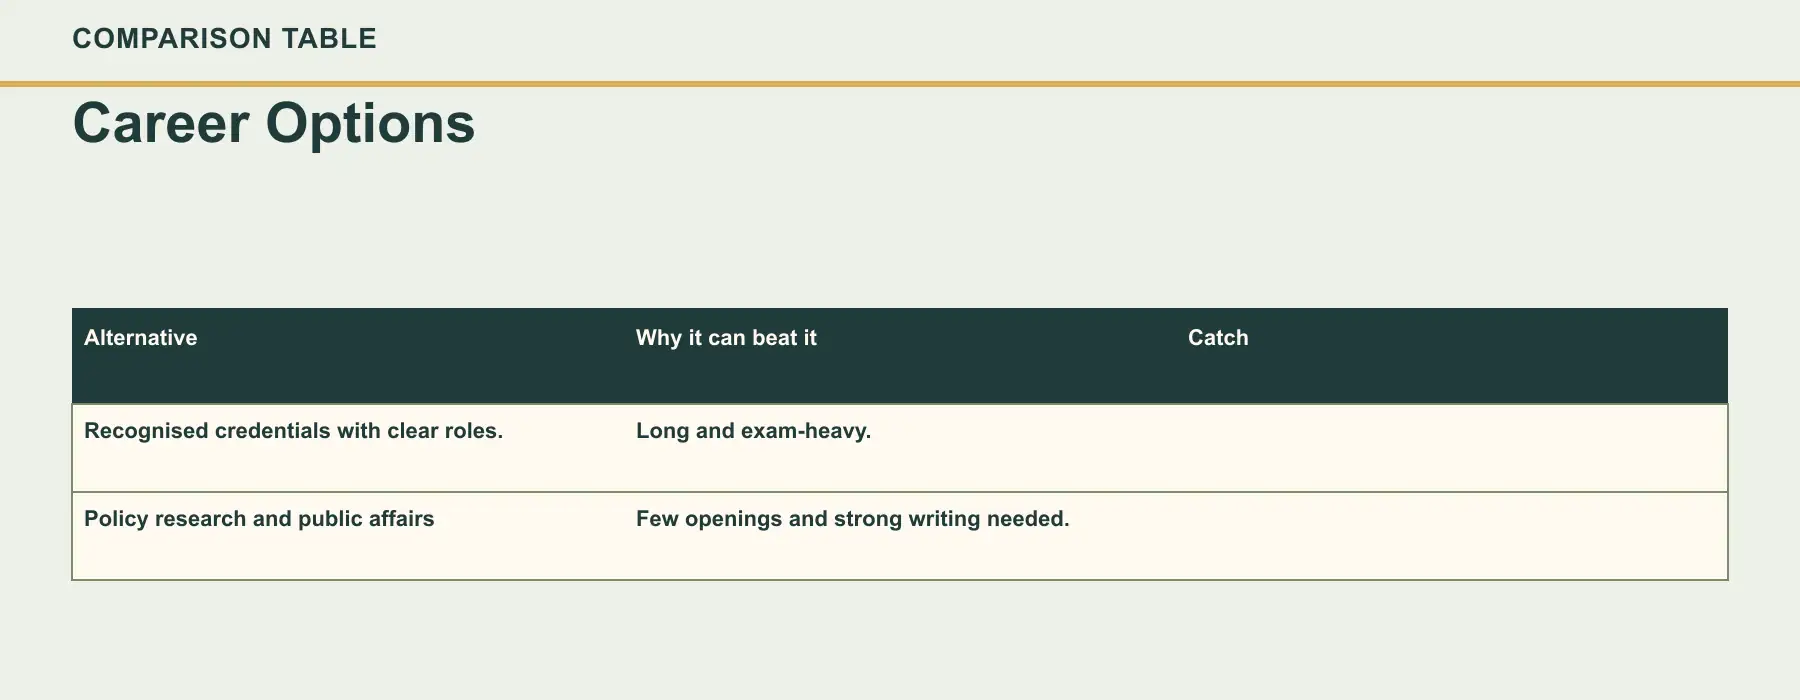 COMPARISON TABLE
Career Options
Alternative Why it can beat it Catch
Recognised credentials with clear roles. Long and exam-heavy.
Policy research and public affairs Few openings and strong writing needed.